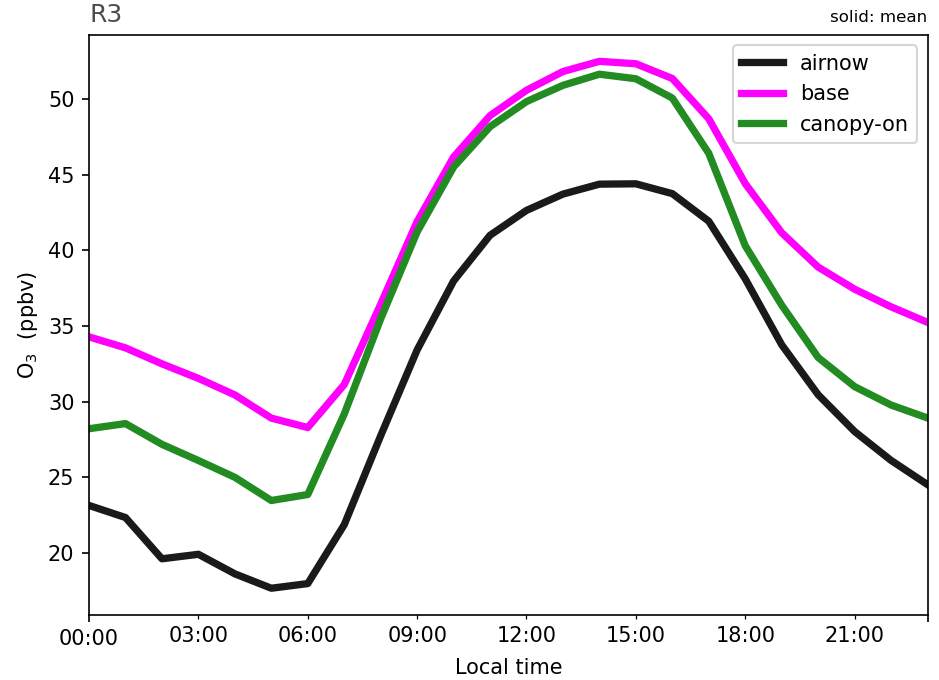 R3
solid: mean
airnow
base
canopy-on
50
45
40
35
30
25
20
O₃ (ppbv)
00:00 03:00 06:00 09:00 12:00 15:00 18:00 21:00
Local time